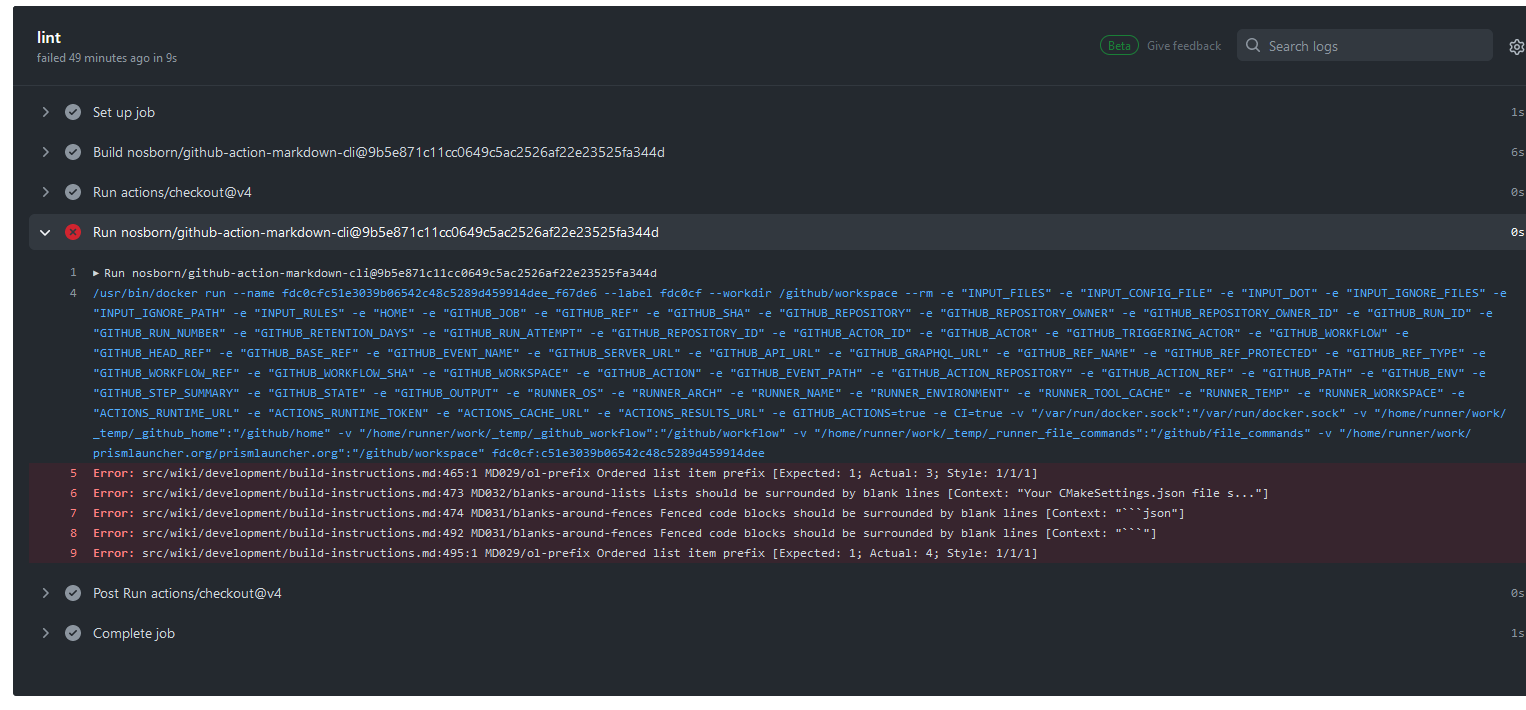 lint
failed 49 minutes ago in 9s
Beta Give feedback
Search logs
Set up job 1s
Build nosborn/github-action-markdown-cli@9b5e871c11cc0649c5ac2526af22e23525fa344d 6s
Run actions/checkout@v4 0s
Run nosborn/github-action-markdown-cli@9b5e871c11cc0649c5ac2526af22e23525fa344d 0s
1 ▸ Run nosborn/github-action-markdown-cli@9b5e871c11cc0649c5ac2526af22e23525fa344d
4 /usr/bin/docker run --name fdc0cfc51e3039b06542c48c5289d459914dee_f67de6 --label fdc0cf --workdir /github/workspace --rm -e "INPUT_FILES" -e "INPUT_CONFIG_FILE" -e "INPUT_DOT" -e "INPUT_IGNORE_FILES" -e
"INPUT_IGNORE_PATH" -e "INPUT_RULES" -e "HOME" -e "GITHUB_JOB" -e "GITHUB_REF" -e "GITHUB_SHA" -e "GITHUB_REPOSITORY" -e "GITHUB_REPOSITORY_OWNER" -e "GITHUB_REPOSITORY_OWNER_ID" -e "GITHUB_RUN_ID" -e
"GITHUB_RUN_NUMBER" -e "GITHUB_RETENTION_DAYS" -e "GITHUB_RUN_ATTEMPT" -e "GITHUB_REPOSITORY_ID" -e "GITHUB_ACTOR_ID" -e "GITHUB_ACTOR" -e "GITHUB_TRIGGERING_ACTOR" -e "GITHUB_WORKFLOW" -e
"GITHUB_HEAD_REF" -e "GITHUB_BASE_REF" -e "GITHUB_EVENT_NAME" -e "GITHUB_SERVER_URL" -e "GITHUB_API_URL" -e "GITHUB_GRAPHQL_URL" -e "GITHUB_REF_NAME" -e "GITHUB_REF_PROTECTED" -e "GITHUB_REF_TYPE" -e
"GITHUB_WORKFLOW_REF" -e "GITHUB_WORKFLOW_SHA" -e "GITHUB_WORKSPACE" -e "GITHUB_ACTION" -e "GITHUB_EVENT_PATH" -e "GITHUB_ACTION_REPOSITORY" -e "GITHUB_ACTION_REF" -e "GITHUB_PATH" -e "GITHUB_ENV" -e
"GITHUB_STEP_SUMMARY" -e "GITHUB_STATE" -e "GITHUB_OUTPUT" -e "RUNNER_OS" -e "RUNNER_ARCH" -e "RUNNER_NAME" -e "RUNNER_ENVIRONMENT" -e "RUNNER_TOOL_CACHE" -e "RUNNER_TEMP" -e "RUNNER_WORKSPACE" -e
"ACTIONS_RUNTIME_URL" -e "ACTIONS_RUNTIME_TOKEN" -e "ACTIONS_CACHE_URL" -e "ACTIONS_RESULTS_URL" -e GITHUB_ACTIONS=true -e CI=true -v "/var/run/docker.sock":"/var/run/docker.sock" -v "/home/runner/work/
_temp/_github_home":"/github/home" -v "/home/runner/work/_temp/_github_workflow":"/github/workflow" -v "/home/runner/work/_temp/_runner_file_commands":"/github/file_commands" -v "/home/runner/work/
prismlauncher.org/prismlauncher.org":"/github/workspace" fdc0cf:c51e3039b06542c48c5289d459914dee
5 Error: src/wiki/development/build-instructions.md:465:1 MD029/ol-prefix Ordered list item prefix [Expected: 1; Actual: 3; Style: 1/1/1]
6 Error: src/wiki/development/build-instructions.md:473 MD032/blanks-around-lists Lists should be surrounded by blank lines [Context: "Your CMakeSettings.json file s..."]
7 Error: src/wiki/development/build-instructions.md:474 MD031/blanks-around-fences Fenced code blocks should be surrounded by blank lines [Context: "```json"]
8 Error: src/wiki/development/build-instructions.md:492 MD031/blanks-around-fences Fenced code blocks should be surrounded by blank lines [Context: "```"]
9 Error: src/wiki/development/build-instructions.md:495:1 MD029/ol-prefix Ordered list item prefix [Expected: 1; Actual: 4; Style: 1/1/1]
Post Run actions/checkout@v4 0s
Complete job 1s